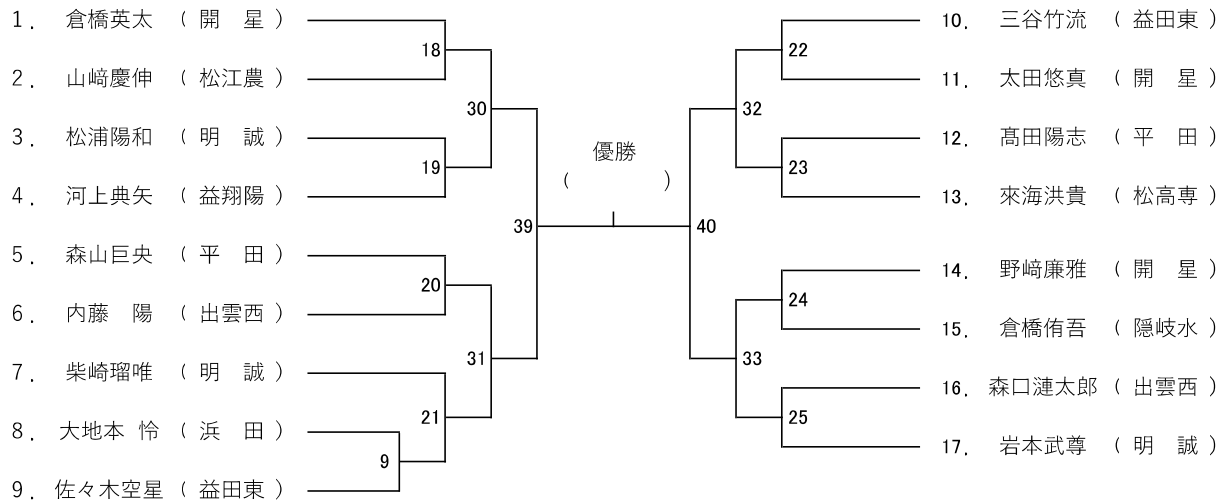 1. 倉橋英太 ( 開 星 )
2. 山﨑慶伸 ( 松江農 )
3. 松浦陽和 ( 明 誠 )
4. 河上典矢 ( 益翔陽 )
5. 森山巨央 ( 平 田 )
6. 内藤 陽 ( 出雲西 )
7. 柴崎瑠唯 ( 明 誠 )
8. 大地本 怜 ( 浜 田 )
9. 佐々木空星 ( 益田東 )
18
19
20
21
9
30
31
39
優勝
( )
40
32
33
22
23
24
25
10. 三谷竹流 ( 益田東 )
11. 太田悠真 ( 開 星 )
12. 髙田陽志 ( 平 田 )
13. 來海洪貴 ( 松高専 )
14. 野﨑廉雅 ( 開 星 )
15. 倉橋侑吾 ( 隠岐水 )
16. 森口漣太郎 ( 出雲西 )
17. 岩本武尊 ( 明 誠 )